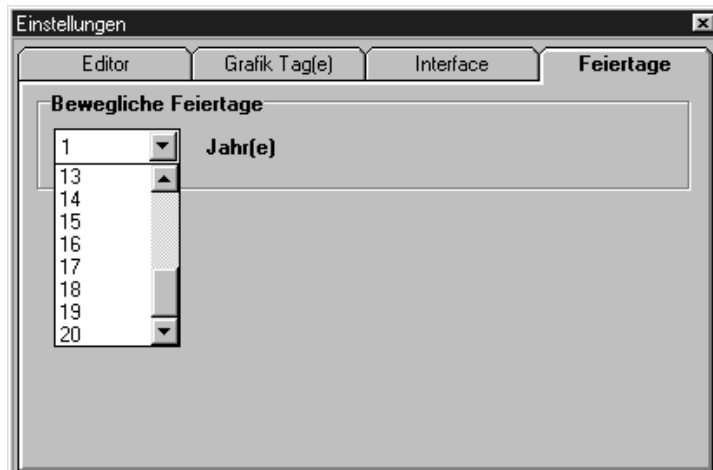 Einstellungen
Editor
Grafik Tag(e)
Interface
Feiertage
Bewegliche Feiertage
1
Jahr(e)
13
14
15
16
17
18
19
20